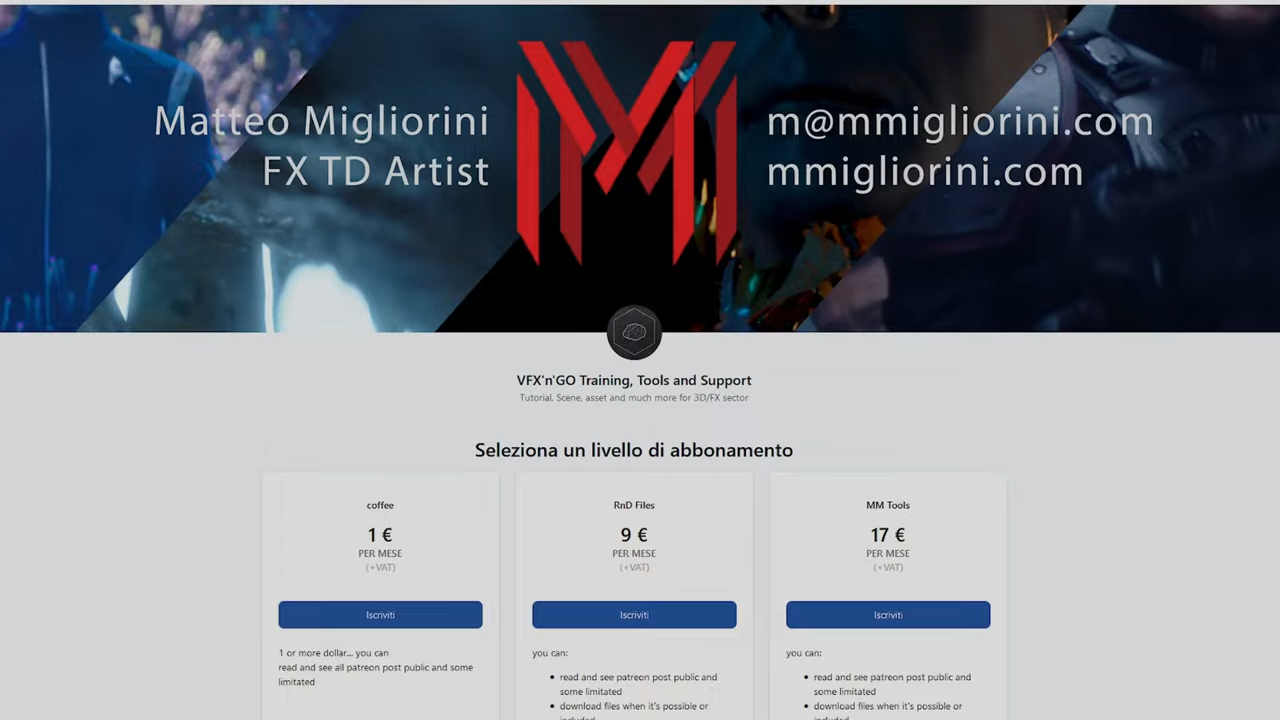 Matteo Migliorini
FX TD Artist
m@mmigliorini.com
mmigliorini.com
VFX'n'GO Training, Tools and Support
Tutorial, Scene, asset and much more for 3D/FX sector
Seleziona un livello di abbonamento
coffee
1 €
PER MESE
(+VAT)
Iscriviti
1 or more dollar... you can
read and see all patreon post public and some
limitated
RnD Files
9 €
PER MESE
(+VAT)
Iscriviti
you can:
• read and see patreon post public and
some limitated
• download files when it's possible or
included
MM Tools
17 €
PER MESE
(+VAT)
Iscriviti
you can:
• read and see patreon post public and
some limitated
• download files when it's possible or
included